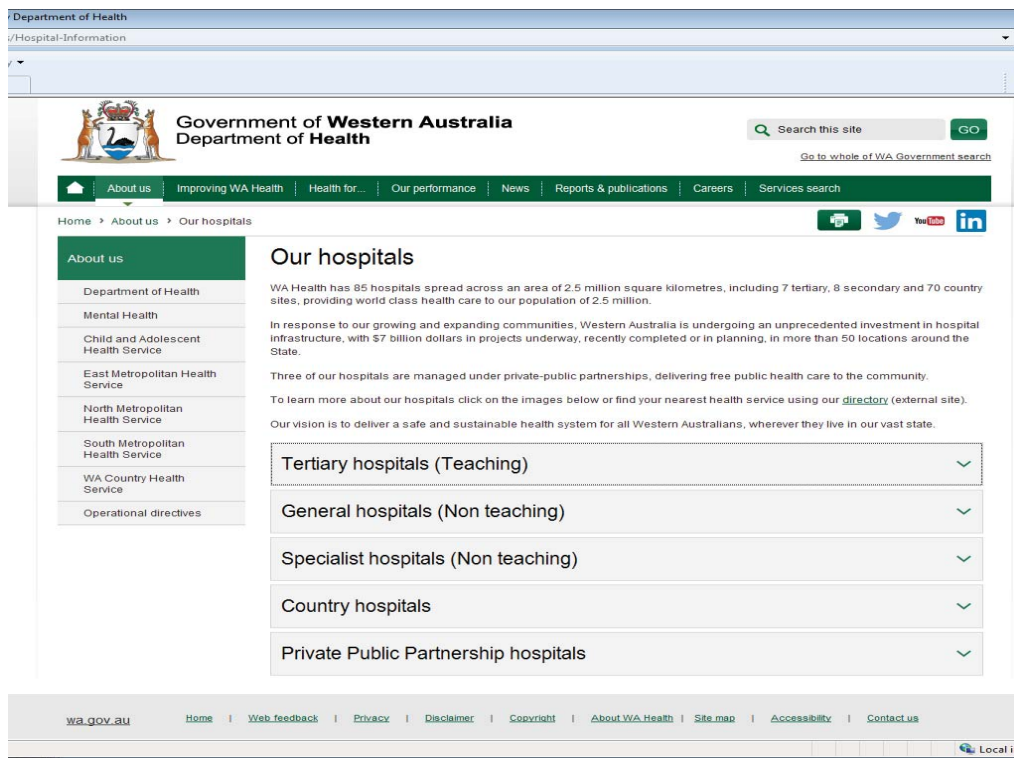 Department of Health
/Hospital-Information
Government of Western Australia
Department of Health
Search this site
GO
Go to whole of WA Government search
About us
Improving WA Health
Health for...
Our performance
News
Reports & publications
Careers
Services search
Home > About us > Our hospitals
You Tube
in
About us
Department of Health
Mental Health
Child and Adolescent
Health Service
East Metropolitan Health
Service
North Metropolitan
Health Service
South Metropolitan
Health Service
WA Country Health
Service
Operational directives
Our hospitals
WA Health has 85 hospitals spread across an area of 2.5 million square kilometres, including 7 tertiary, 8 secondary and 70 country
sites, providing world class health care to our population of 2.5 million.
In response to our growing and expanding communities, Western Australia is undergoing an unprecedented investment in hospital
infrastructure, with $7 billion dollars in projects underway, recently completed or in planning, in more than 50 locations around the
State.
Three of our hospitals are managed under private-public partnerships, delivering free public health care to the community.
To learn more about our hospitals click on the images below or find your nearest health service using our directory (external site).
Our vision is to deliver a safe and sustainable health system for all Western Australians, wherever they live in our vast state.
Tertiary hospitals (Teaching)
General hospitals (Non teaching)
Specialist hospitals (Non teaching)
Country hospitals
Private Public Partnership hospitals
wa.gov.au
Home | Web feedback | Privacy | Disclaimer | Copyright | About WA Health | Site map | Accessibility | Contact us
Local i